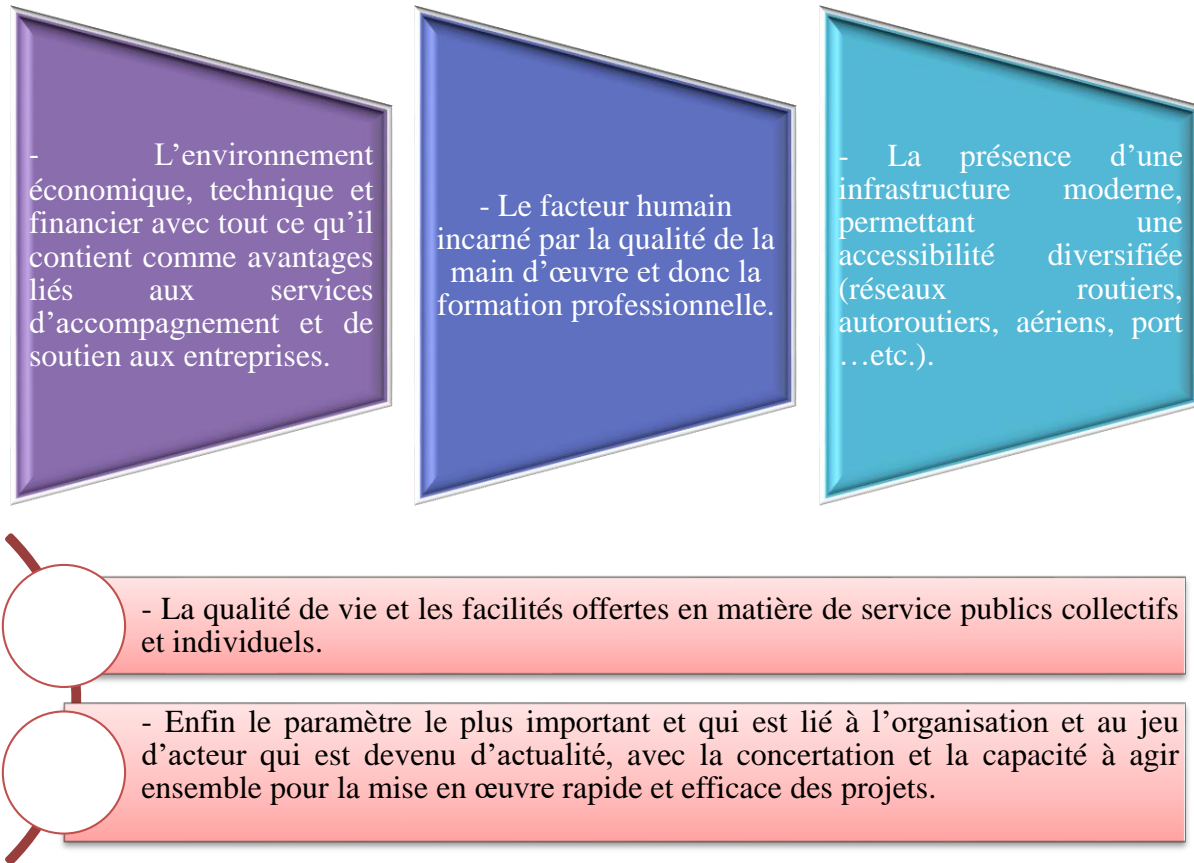 - L’environnement
économique, technique et
financier avec tout ce qu’il
contient comme avantages
liés aux services
d’accompagnement et de
soutien aux entreprises.
- Le facteur humain
incarné par la qualité de la
main d’œuvre et donc la
formation professionnelle.
- La présence d’une
infrastructure moderne,
permettant une
accessibilité diversifiée
(réseaux routiers,
autoroutiers, aériens, port
…etc.).
- La qualité de vie et les facilités offertes en matière de service publics collectifs
et individuels.
- Enfin le paramètre le plus important et qui est lié à l’organisation et au jeu
d’acteur qui est devenu d’actualité, avec la concertation et la capacité à agir
ensemble pour la mise en œuvre rapide et efficace des projets.